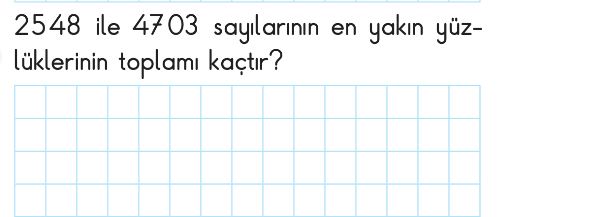 2548 ile 4703 sayılarının en yakın yüz-
lüklerinin toplamı kaçtır?